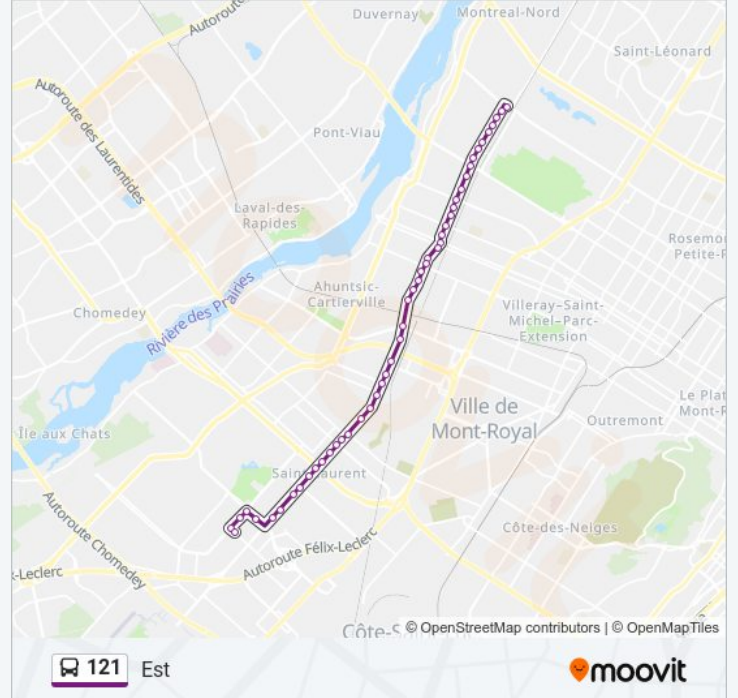 Duvernay
Montreal-Nord
Autoroute
Saint-Léonard
Autoroute des Laurentides
Pont-Viau
Laval-des-
Rapides
Rosemo
Petite-P
Rivière des Prairies
Ahuntsic-
Cartierville
Chomedey
Villeray–Saint-
Michel–Parc-
Extension
Le Plat
Mont-R
Ville de
Mont-Royal
Outremont
Île aux Chats
Saint-Laurent
Autoroute Chomedey
Côte-des-Neiges
Autoroute Félix-Leclerc
x-Leclerc
© OpenStreetMap contributors | © OpenMapTiles
121 Est
moovit